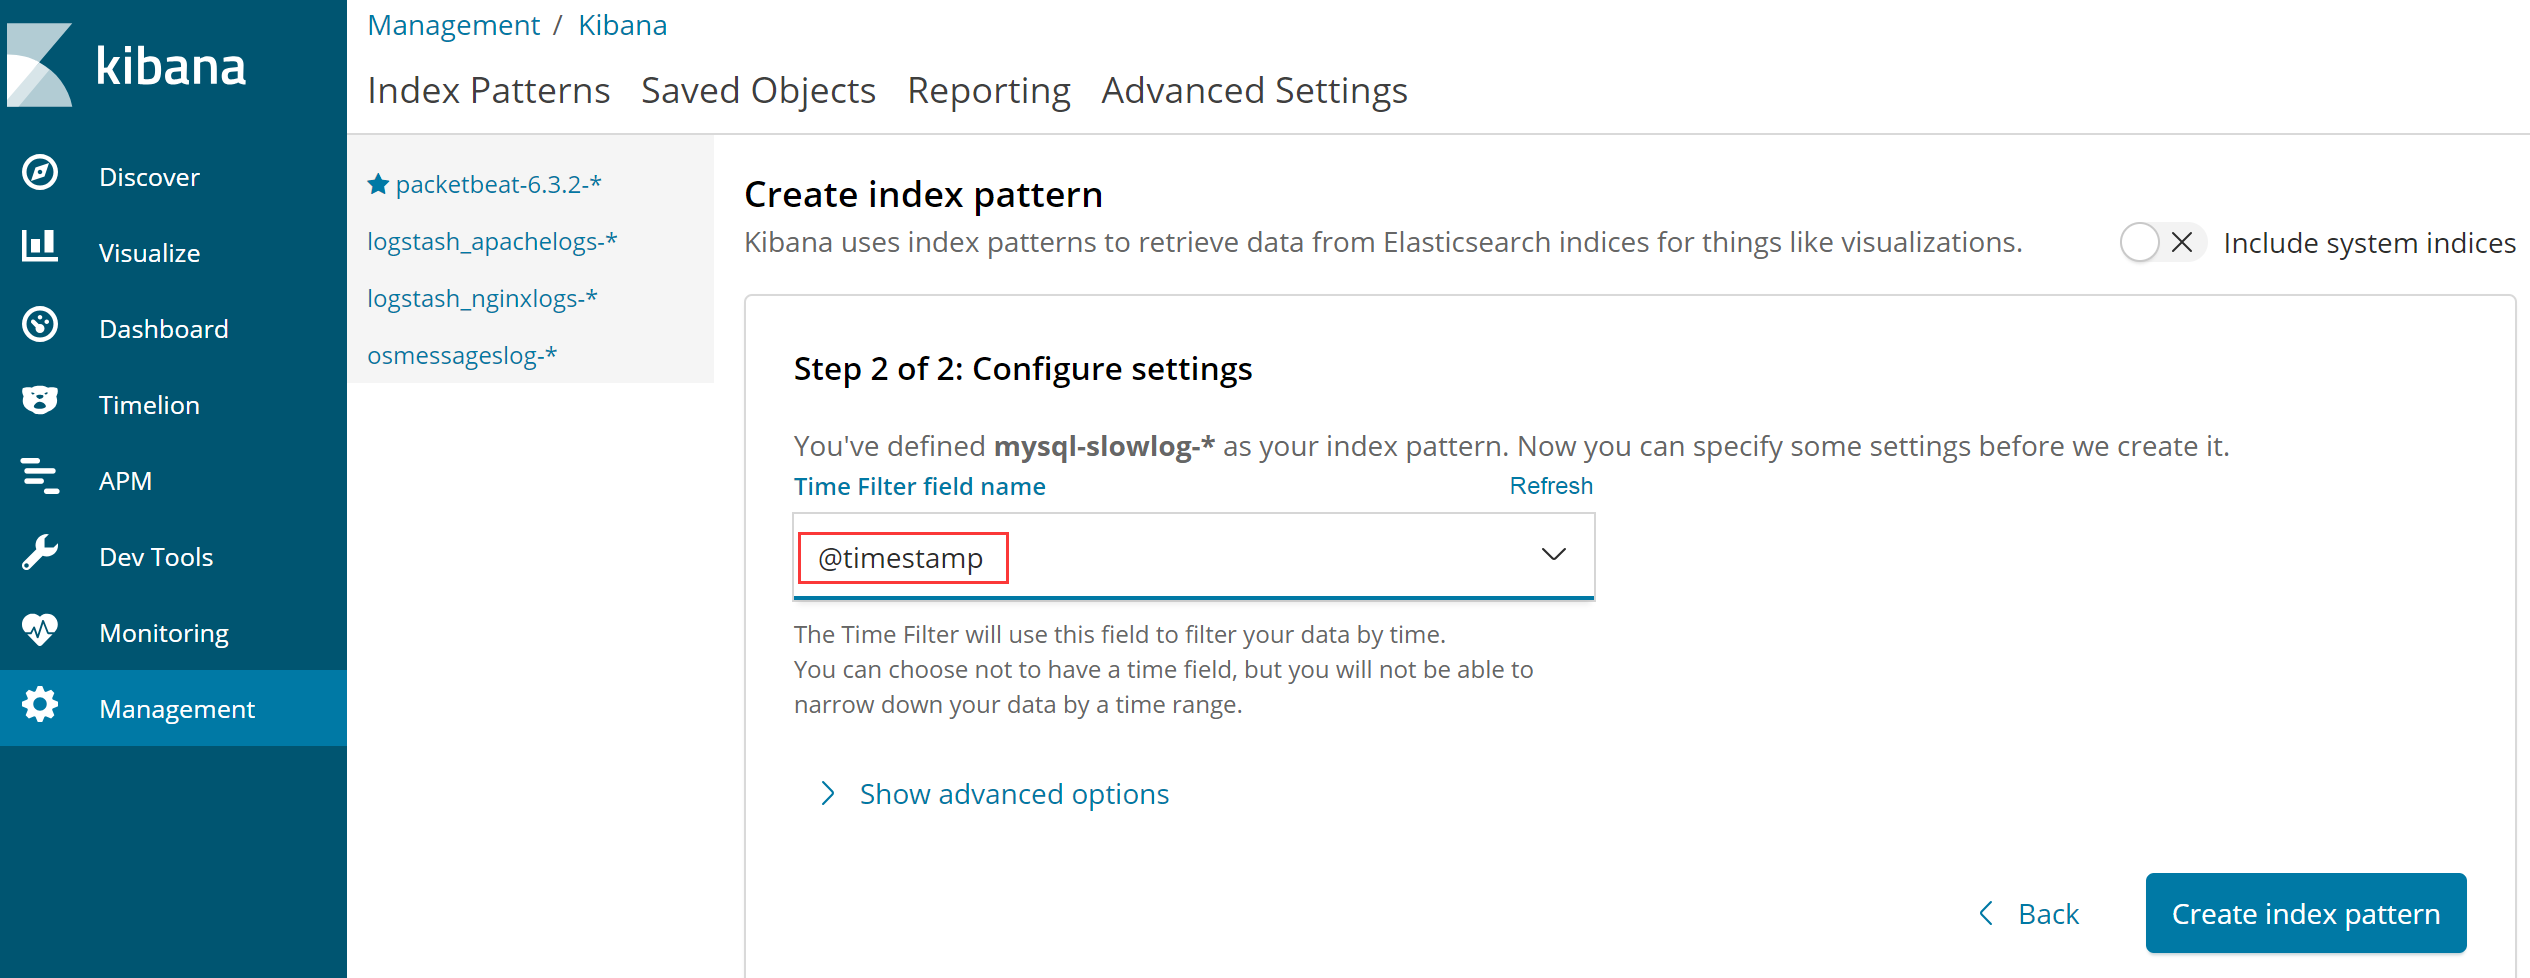 kibana
Discover
Visualize
Dashboard
Timelion
APM
Dev Tools
Monitoring
Management
Management / Kibana
Index Patterns Saved Objects Reporting Advanced Settings
packetbeat-6.3.2-*
logstash_apachelogs-*
logstash_nginxlogs-*
osmessageslog-*
Create index pattern
Kibana uses index patterns to retrieve data from Elasticsearch indices for things like visualizations.
Include system indices
Step 2 of 2: Configure settings
You've defined mysql-slowlog-* as your index pattern. Now you can specify some settings before we create it.
Time Filter field name Refresh
@timestamp
The Time Filter will use this field to filter your data by time.
You can choose not to have a time field, but you will not be able to
narrow down your data by a time range.
Show advanced options
Back
Create index pattern